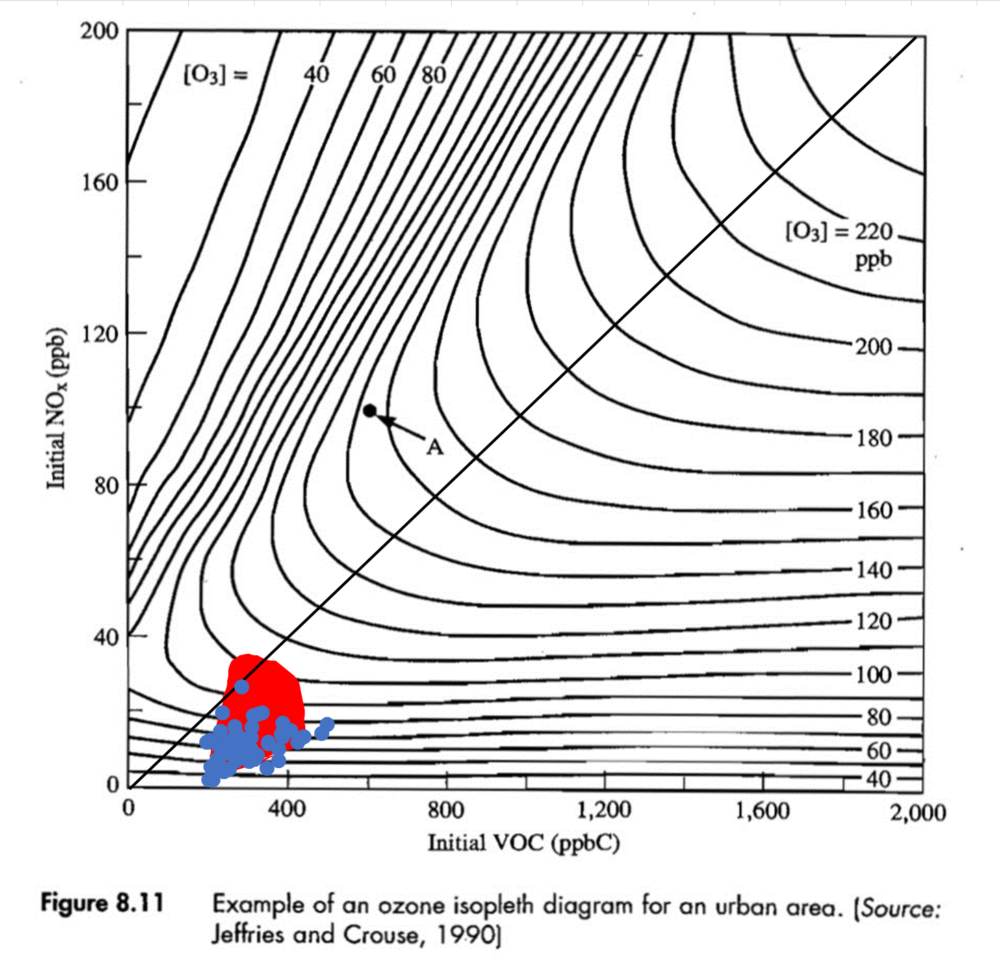 200
[O3] = 40 60 80
160
[O3] = 220
ppb
120
200
Initial NOx (ppb)
180
A
80
160
140
120
40
100
80
60
40
0
0 400 800 1,200 1,600 2,000
Initial VOC (ppbC)
Figure 8.11 Example of an ozone isopleth diagram for an urban area. (Source:
Jeffries and Crouse, 1990)